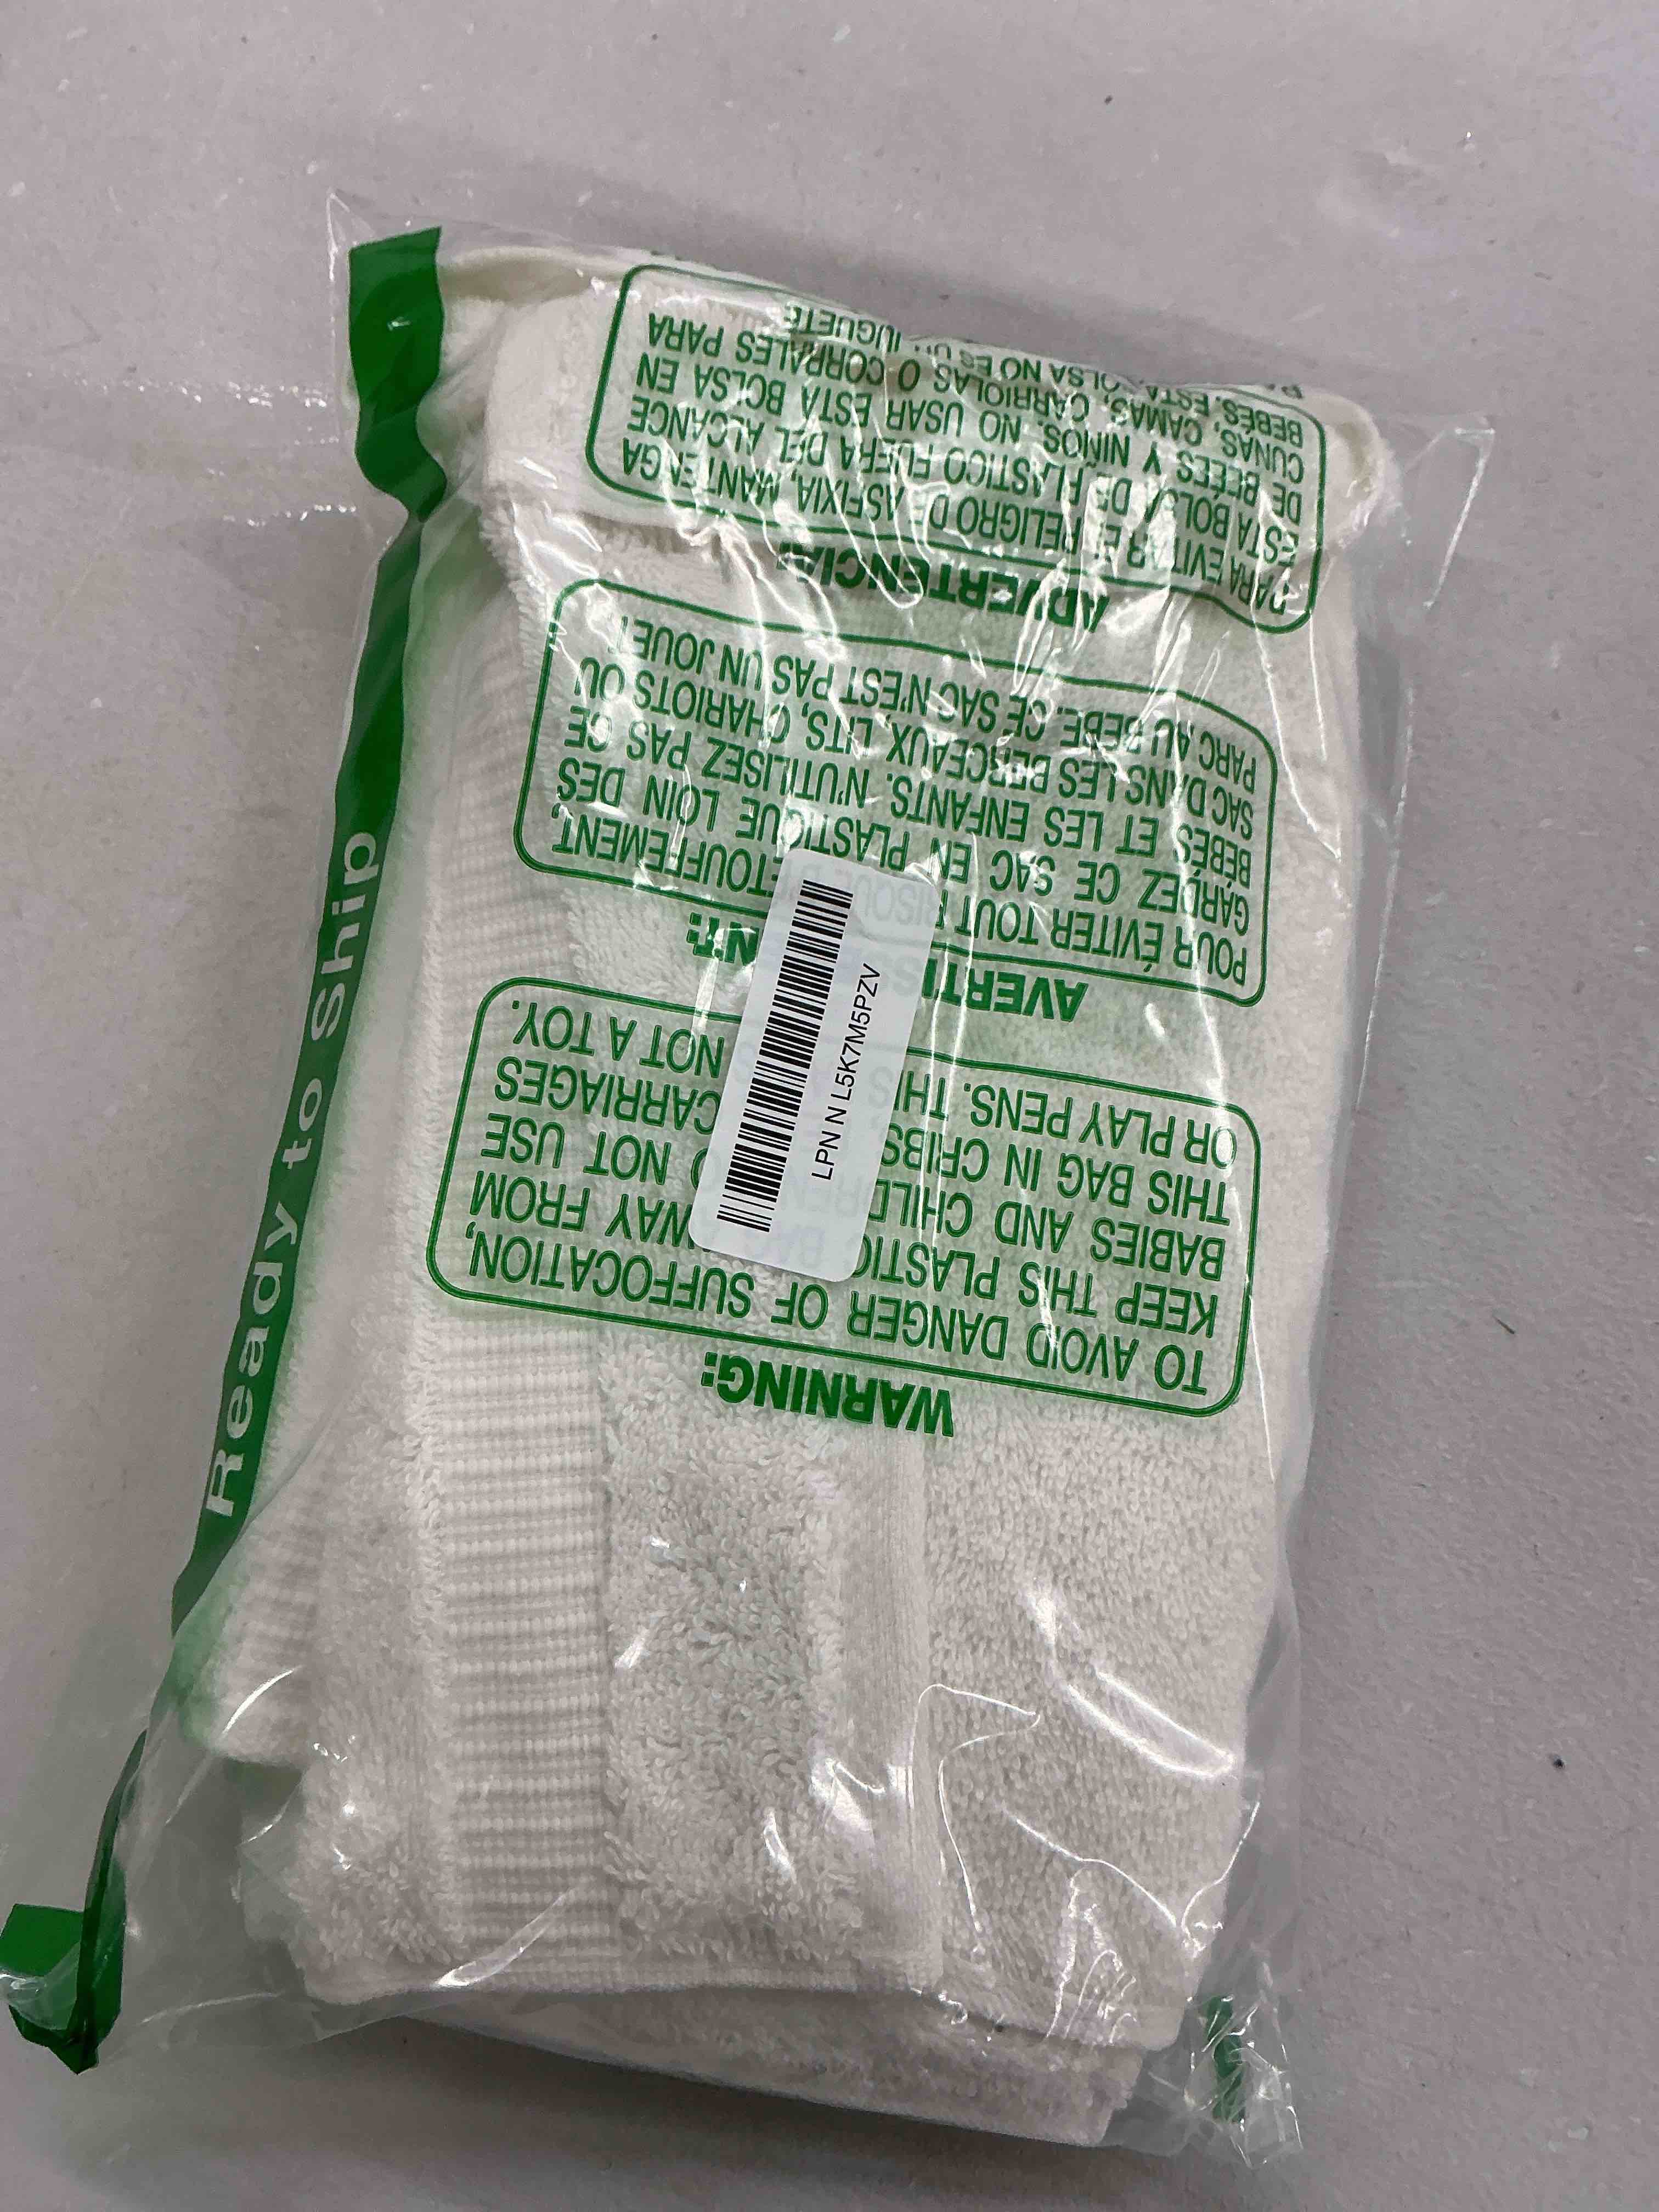 Ready to Ship
WARNING:
TO AVOID DANGER OF SUFFOCATION,
KEEP THIS PLASTIC BAG AWAY FROM
BABIES AND CHILDREN. DO NOT USE
THIS BAG IN CRIBS, CARRIAGES
OR PLAY PENS. THIS NOT A TOY.
LPN N L5K7M5PZV
POUR ÉVITER TOUT ÉTOUFFEMENT,
GARDEZ CE SAC EN PLASTIQUE LOIN DES
BÉBÉS ET LES ENFANTS. N'UTILISEZ PAS CE
SAC DANS LES BERCEAUX, LITS, CHARIOTS OU
PARC AU BÉBÉ. CE SAC N'EST PAS UN JOUET
ADVERTENCIA:
PARA EVITAR EL PELIGRO DE ASFIXIA, MANTENGA
ESTA BOLSA DE PLASTICO FUERA DEL ALCANCE
DE BEBÉS Y NIÑOS. NO USAR ESTA BOLSA EN
CUNAS, CAMAS, CARRIOLAS O CORRALES PARA
BEBÉS. ESTA BOLSA NO ES UN JUGUETE